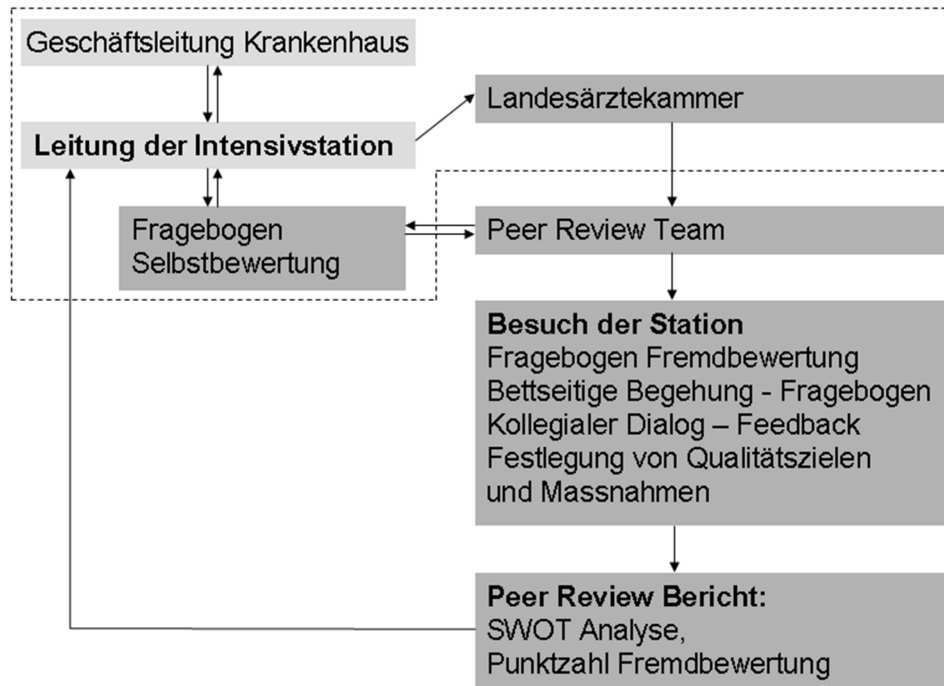 Geschäftsleitung Krankenhaus
Leitung der Intensivstation
Landesärztekammer
Fragebogen
Selbstbewertung
Peer Review Team
Besuch der Station
Fragebogen Fremdbewertung
Bettseitige Begehung - Fragebogen
Kollegialer Dialog – Feedback
Festlegung von Qualitätszielen
und Massnahmen
Peer Review Bericht:
SWOT Analyse,
Punktzahl Fremdbewertung